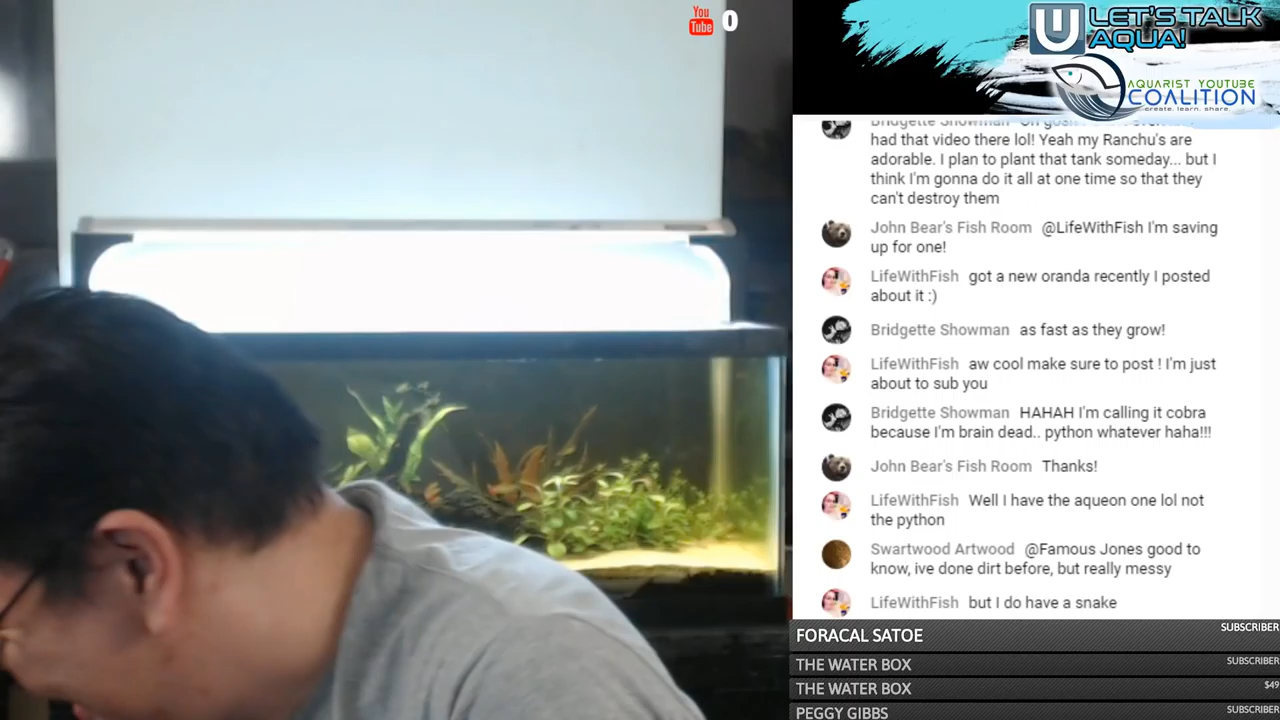 You
Tube 0
LET'S TALK
AQUA!
AQUARIST YOUTUBE
COALITION
create. learn. share.
Bridgette Showman
had that video there lol! Yeah my Ranchu's are
adorable. I plan to plant that tank someday... but I
think I'm gonna do it all at one time so that they
can't destroy them
John Bear's Fish Room @LifeWithFish I'm saving
up for one!
LifeWithFish got a new oranda recently I posted
about it :)
Bridgette Showman as fast as they grow!
LifeWithFish aw cool make sure to post ! I'm just
about to sub you
Bridgette Showman HAHAH I'm calling it cobra
because I'm brain dead.. python whatever haha!!!
John Bear's Fish Room Thanks!
LifeWithFish Well I have the aqueon one lol not
the python
Swartwood Artwood @Famous Jones good to
know, ive done dirt before, but really messy
LifeWithFish but I do have a snake
FORACAL SATOE SUBSCRIBER
THE WATER BOX SUBSCRIBER
THE WATER BOX $49
PEGGY GIBBS SUBSCRIBER